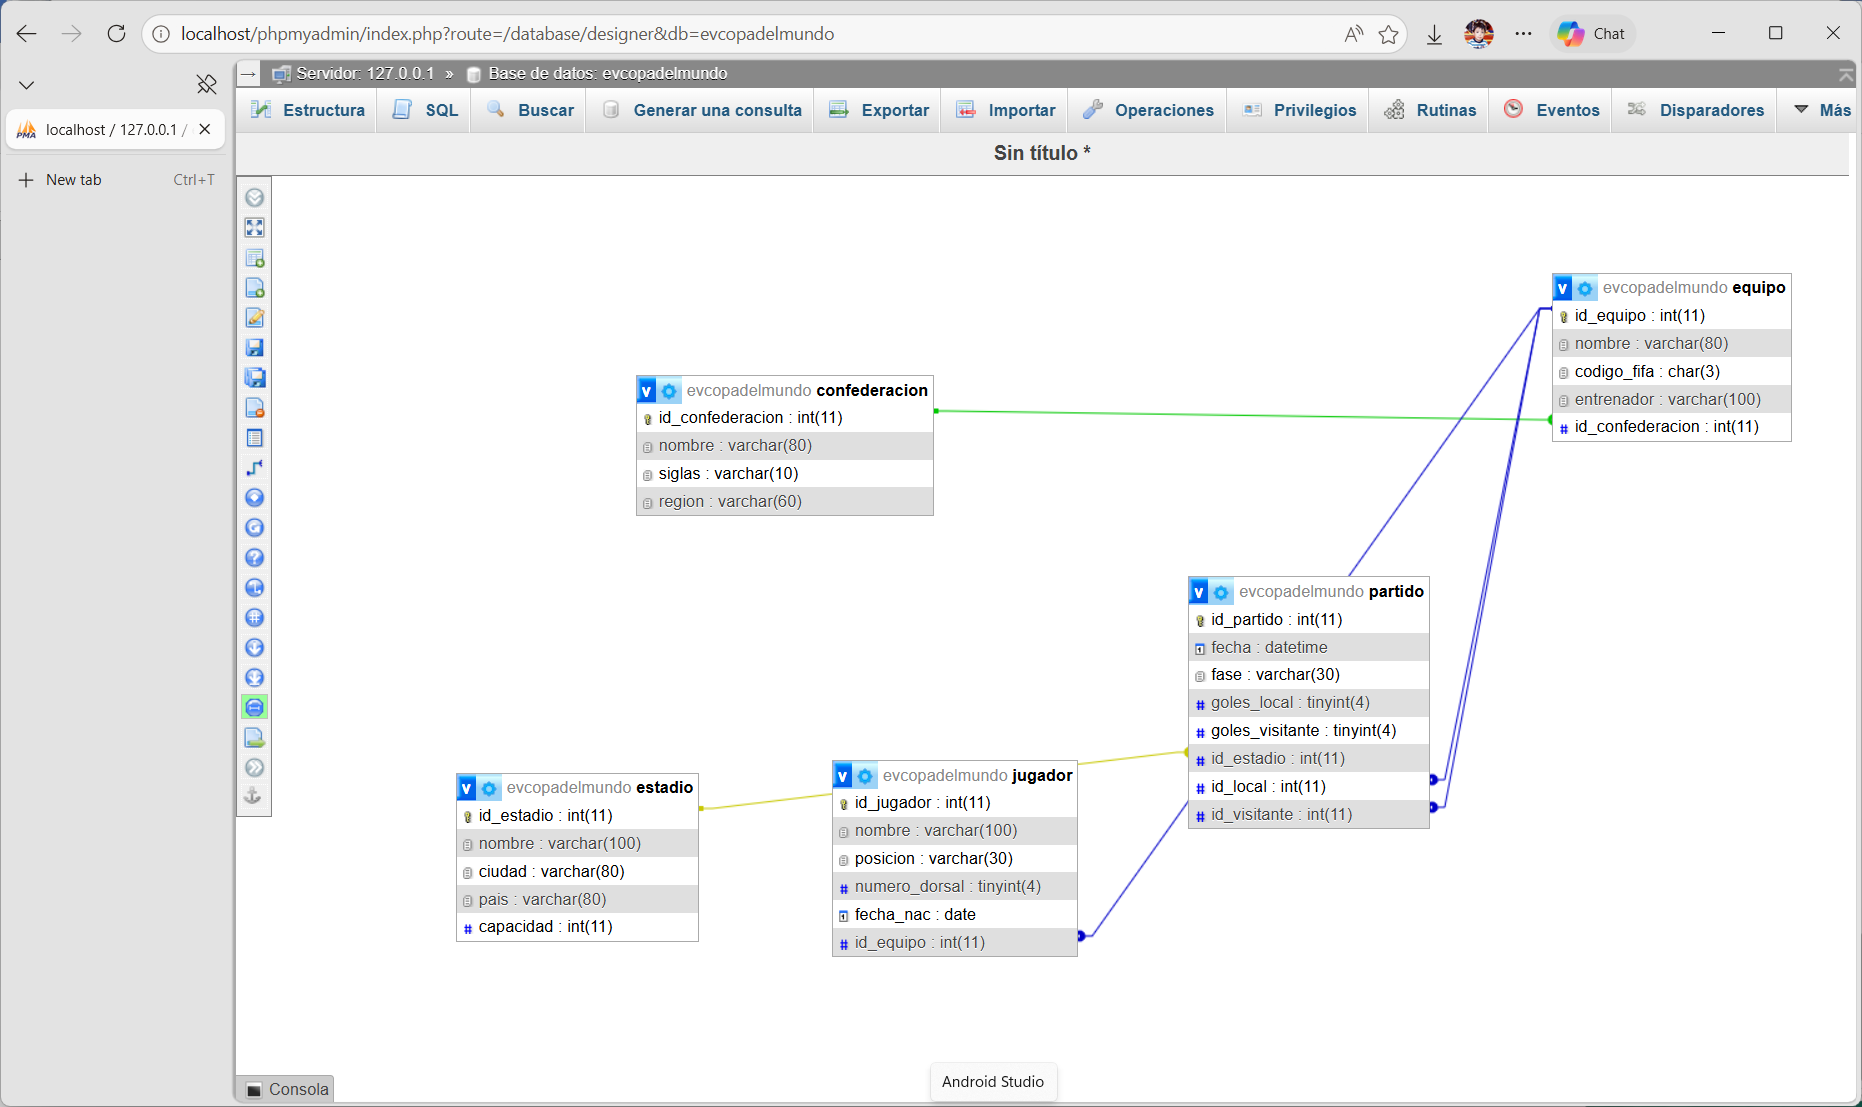 localhost/phpmyadmin/index.php?route=/database/designer&db=evcopadelmundo
Chat
localhost / 127.0.0.1 /
New tab
Ctrl+T
Servidor: 127.0.0.1 » Base de datos: evcopadelmundo
Estructura SQL Buscar Generar una consulta Exportar Importar Operaciones Privilegios Rutinas Eventos Disparadores Más
Sin título *
v evcopadelmundo equipo
id_equipo : int(11)
nombre : varchar(80)
codigo_fifa : char(3)
entrenador : varchar(100)
# id_confederacion : int(11)
v evcopadelmundo confederacion
id_confederacion : int(11)
nombre : varchar(80)
siglas : varchar(10)
region : varchar(60)
v evcopadelmundo partido
id_partido : int(11)
fecha : datetime
fase : varchar(30)
# goles_local : tinyint(4)
# goles_visitante : tinyint(4)
# id_estadio : int(11)
# id_local : int(11)
# id_visitante : int(11)
v evcopadelmundo estadio
id_estadio : int(11)
nombre : varchar(100)
ciudad : varchar(80)
pais : varchar(80)
# capacidad : int(11)
v evcopadelmundo jugador
id_jugador : int(11)
nombre : varchar(100)
posicion : varchar(30)
# numero_dorsal : tinyint(4)
fecha_nac : date
# id_equipo : int(11)
Consola
Android Studio